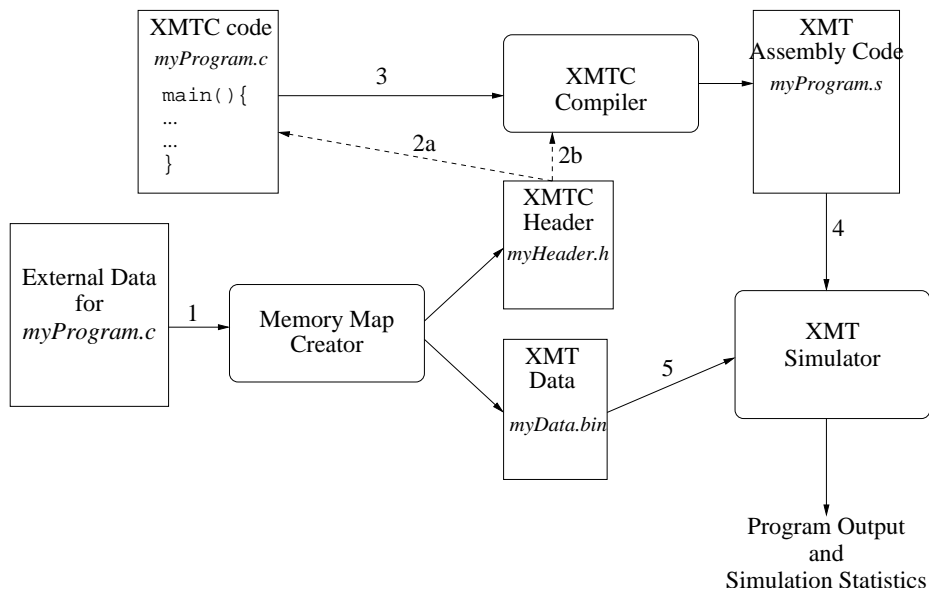 XMTC code
myProgram.c
main(){
...
...
}
3
XMTC
Compiler
XMT
Assembly Code
myProgram.s
2a
2b
XMTC
Header
myHeader.h
4
External Data
for
myProgram.c
1
Memory Map
Creator
XMT
Data
myData.bin
5
XMT
Simulator
Program Output
and
Simulation Statistics